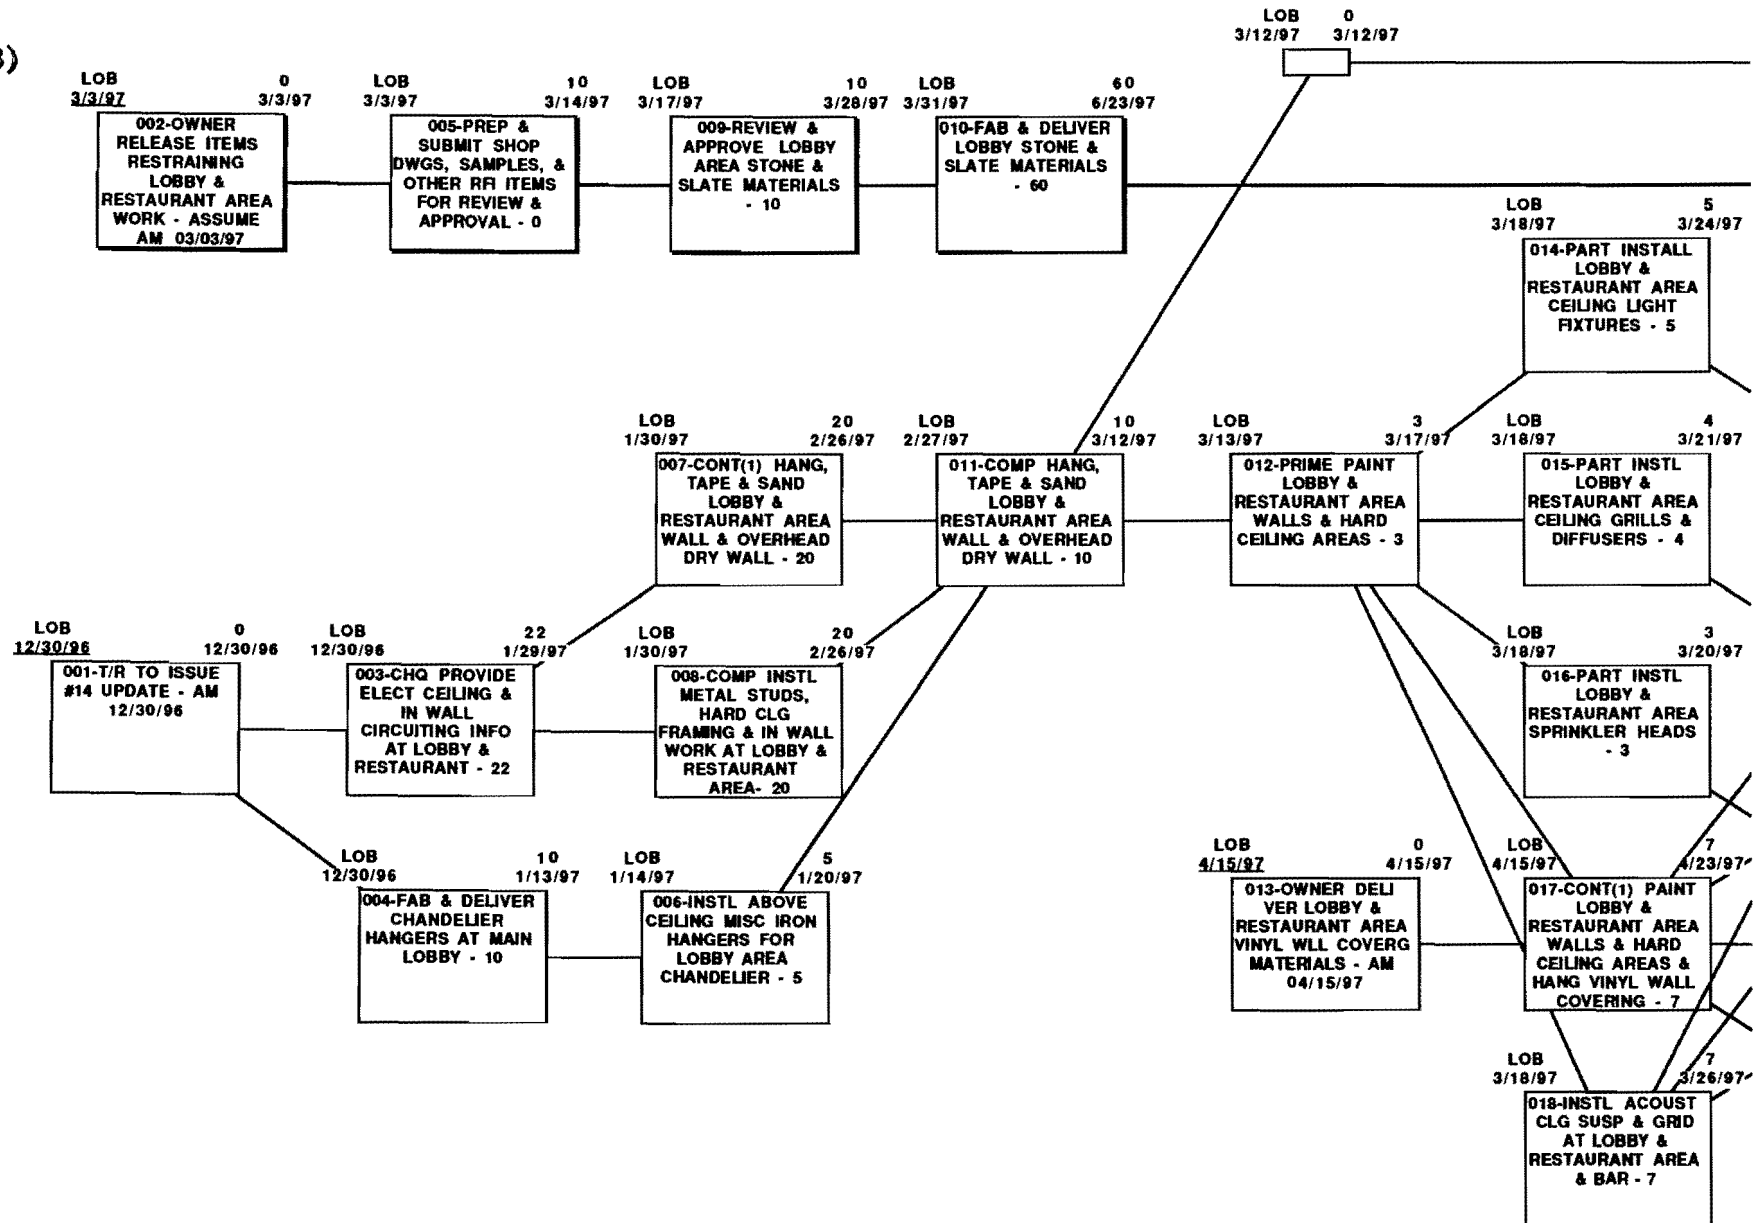 LOB 0
3/12/97 3/12/97
LOB 0
3/3/97 3/3/97
002-OWNER
RELEASE ITEMS
RESTRAINING
LOBBY &
RESTAURANT AREA
WORK - ASSUME
AM 03/03/97
LOB 10
3/3/97 3/14/97
005-PREP &
SUBMIT SHOP
DWGS, SAMPLES, &
OTHER RFI ITEMS
FOR REVIEW &
APPROVAL - 0
LOB 10
3/17/97 3/28/97
009-REVIEW &
APPROVE LOBBY
AREA STONE &
SLATE MATERIALS
- 10
LOB 60
3/31/97 6/23/97
010-FAB & DELIVER
LOBBY STONE &
SLATE MATERIALS
- 60
LOB 5
3/18/97 3/24/97
014-PART INSTALL
LOBBY &
RESTAURANT AREA
CEILING LIGHT
FIXTURES - 5
LOB 20
1/30/97 2/26/97
007-CONT(1) HANG,
TAPE & SAND
LOBBY &
RESTAURANT AREA
WALL & OVERHEAD
DRY WALL - 20
LOB 10
2/27/97 3/12/97
011-COMP HANG,
TAPE & SAND
LOBBY &
RESTAURANT AREA
WALL & OVERHEAD
DRY WALL - 10
LOB 3
3/13/97 3/17/97
012-PRIME PAINT
LOBBY &
RESTAURANT AREA
WALLS & HARD
CEILING AREAS - 3
LOB 4
3/18/97 3/21/97
015-PART INSTL
LOBBY &
RESTAURANT AREA
CEILING GRILLS &
DIFFUSERS - 4
LOB 0
12/30/96 12/30/96
001-T/R TO ISSUE
#14 UPDATE - AM
12/30/96
LOB 22
12/30/96 1/29/97
003-CHQ PROVIDE
ELECT CEILING &
IN WALL
CIRCUITING INFO
AT LOBBY &
RESTAURANT - 22
LOB 20
1/30/97 2/26/97
008-COMP INSTL
METAL STUDS,
HARD CLG
FRAMING & IN WALL
WORK AT LOBBY &
RESTAURANT
AREA- 20
LOB 3
3/18/97 3/20/97
016-PART INSTL
LOBBY &
RESTAURANT AREA
SPRINKLER HEADS
- 3
LOB 10
12/30/96 1/13/97
004-FAB & DELIVER
CHANDELIER
HANGERS AT MAIN
LOBBY - 10
LOB 5
1/14/97 1/20/97
006-INSTL ABOVE
CEILING MISC IRON
HANGERS FOR
LOBBY AREA
CHANDELIER - 5
LOB 0
4/15/97 4/15/97
013-OWNER DELI
VER LOBBY &
RESTAURANT AREA
VINYL WLL COVERG
MATERIALS - AM
04/15/97
LOB 7
4/15/97 4/23/97
017-CONT(1) PAINT
LOBBY &
RESTAURANT AREA
WALLS & HARD
CEILING AREAS &
HANG VINYL WALL
COVERING - 7
LOB 7
3/18/97 3/26/97
018-INSTL ACOUST
CLG SUSP & GRID
AT LOBBY &
RESTAURANT AREA
& BAR - 7